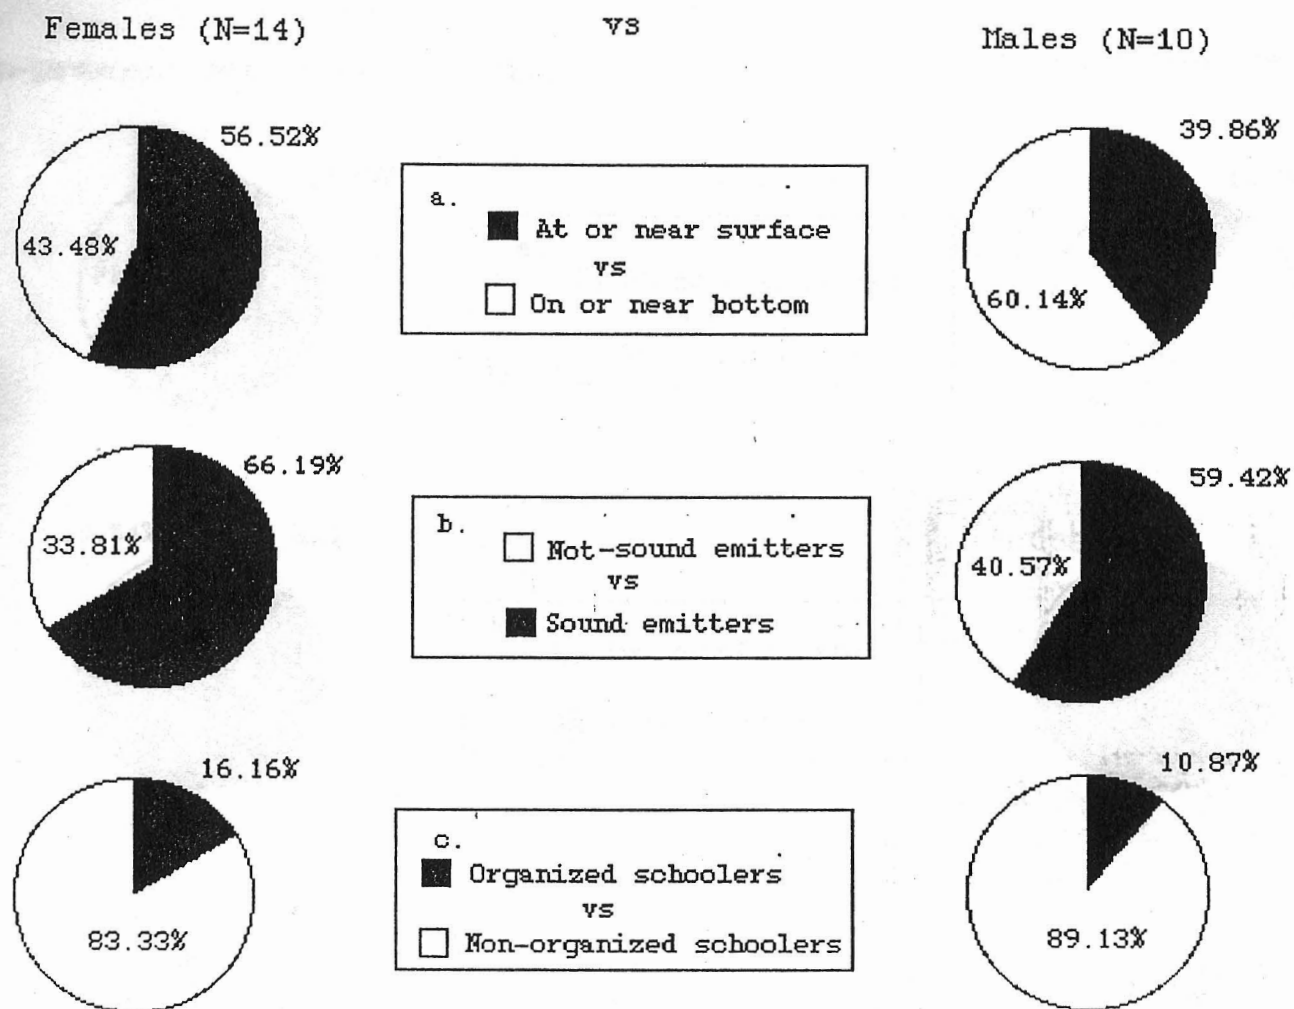 Females (N=14)
vs
Males (N=10)
56.52%
43.48%
a.
At or near surface
vs
On or near bottom
39.86%
60.14%
66.19%
33.81%
b.
Not-sound emitters
vs
Sound emitters
59.42%
40.57%
16.16%
83.33%
c.
Organized schoolers
vs
Non-organized schoolers
10.87%
89.13%